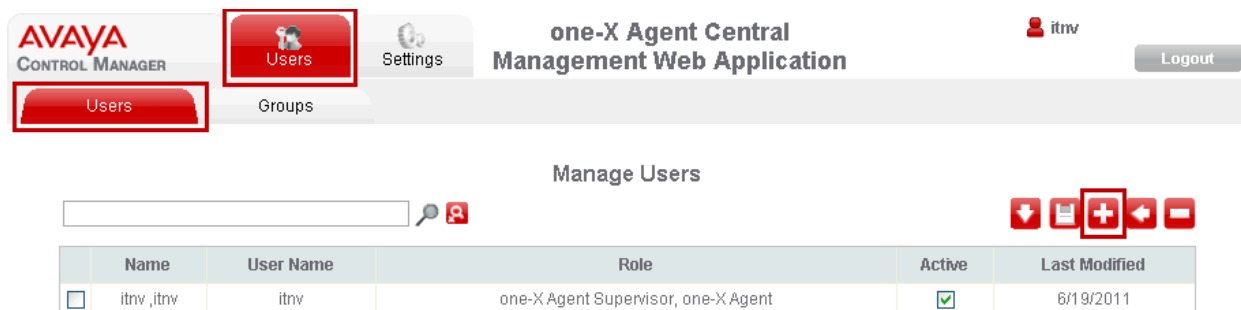 AVAYA
CONTROL MANAGER
Users
Settings
one-X Agent Central
Management Web Application
itnv
Logout
Users
Groups
Manage Users
Name User Name Role Active Last Modified
itnv ,itnv itnv one-X Agent Supervisor, one-X Agent 6/19/2011